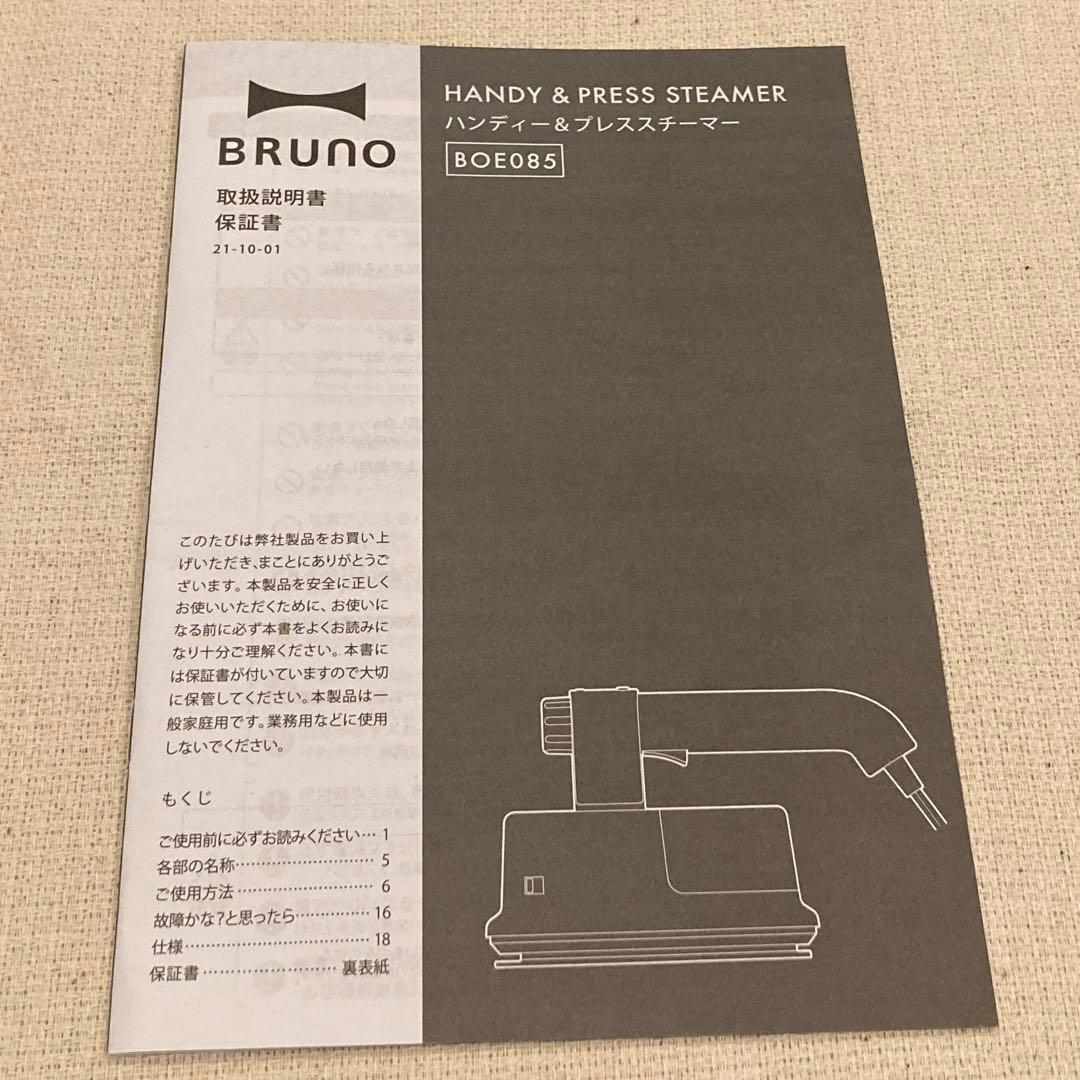 BRUNO
取扱説明書
保証書
21-10-01
HANDY & PRESS STEAMER
ハンディー&プレススチーマー
BOE085
このたびは弊社製品をお買い上
げいただき、まことにありがとうご
ざいます。本製品を安全に正しく
お使いいただくために、お使いに
なる前に必ず本書をよくお読みに
なり十分ご理解ください。本書に
は保証書が付いていますので大切
に保管してください。本製品は一
般家庭用です。業務用などに使用
しないでください。
もくじ
ご使用前に必ずお読みください… 1
各部の名称……………………… 5
ご使用方法……………………… 6
故障かな?と思ったら…………… 16
仕様……………………………… 18
保証書…………………… 裏表紙